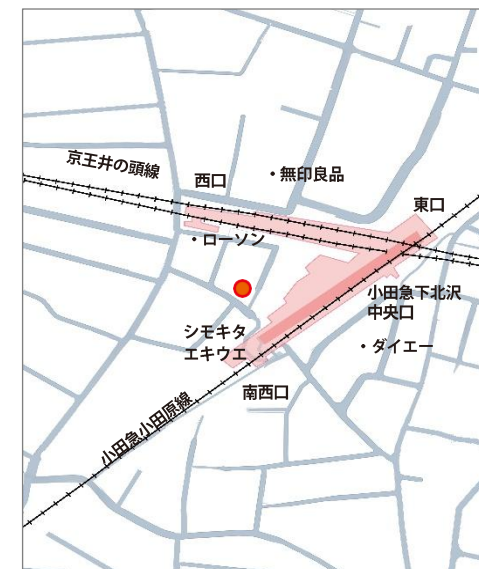 京王井の頭線
西口
・無印良品
東口
・ローソン
小田急下北沢
中央口
シモキタ
エキウエ
・ダイエー
南西口
小田急小田原線